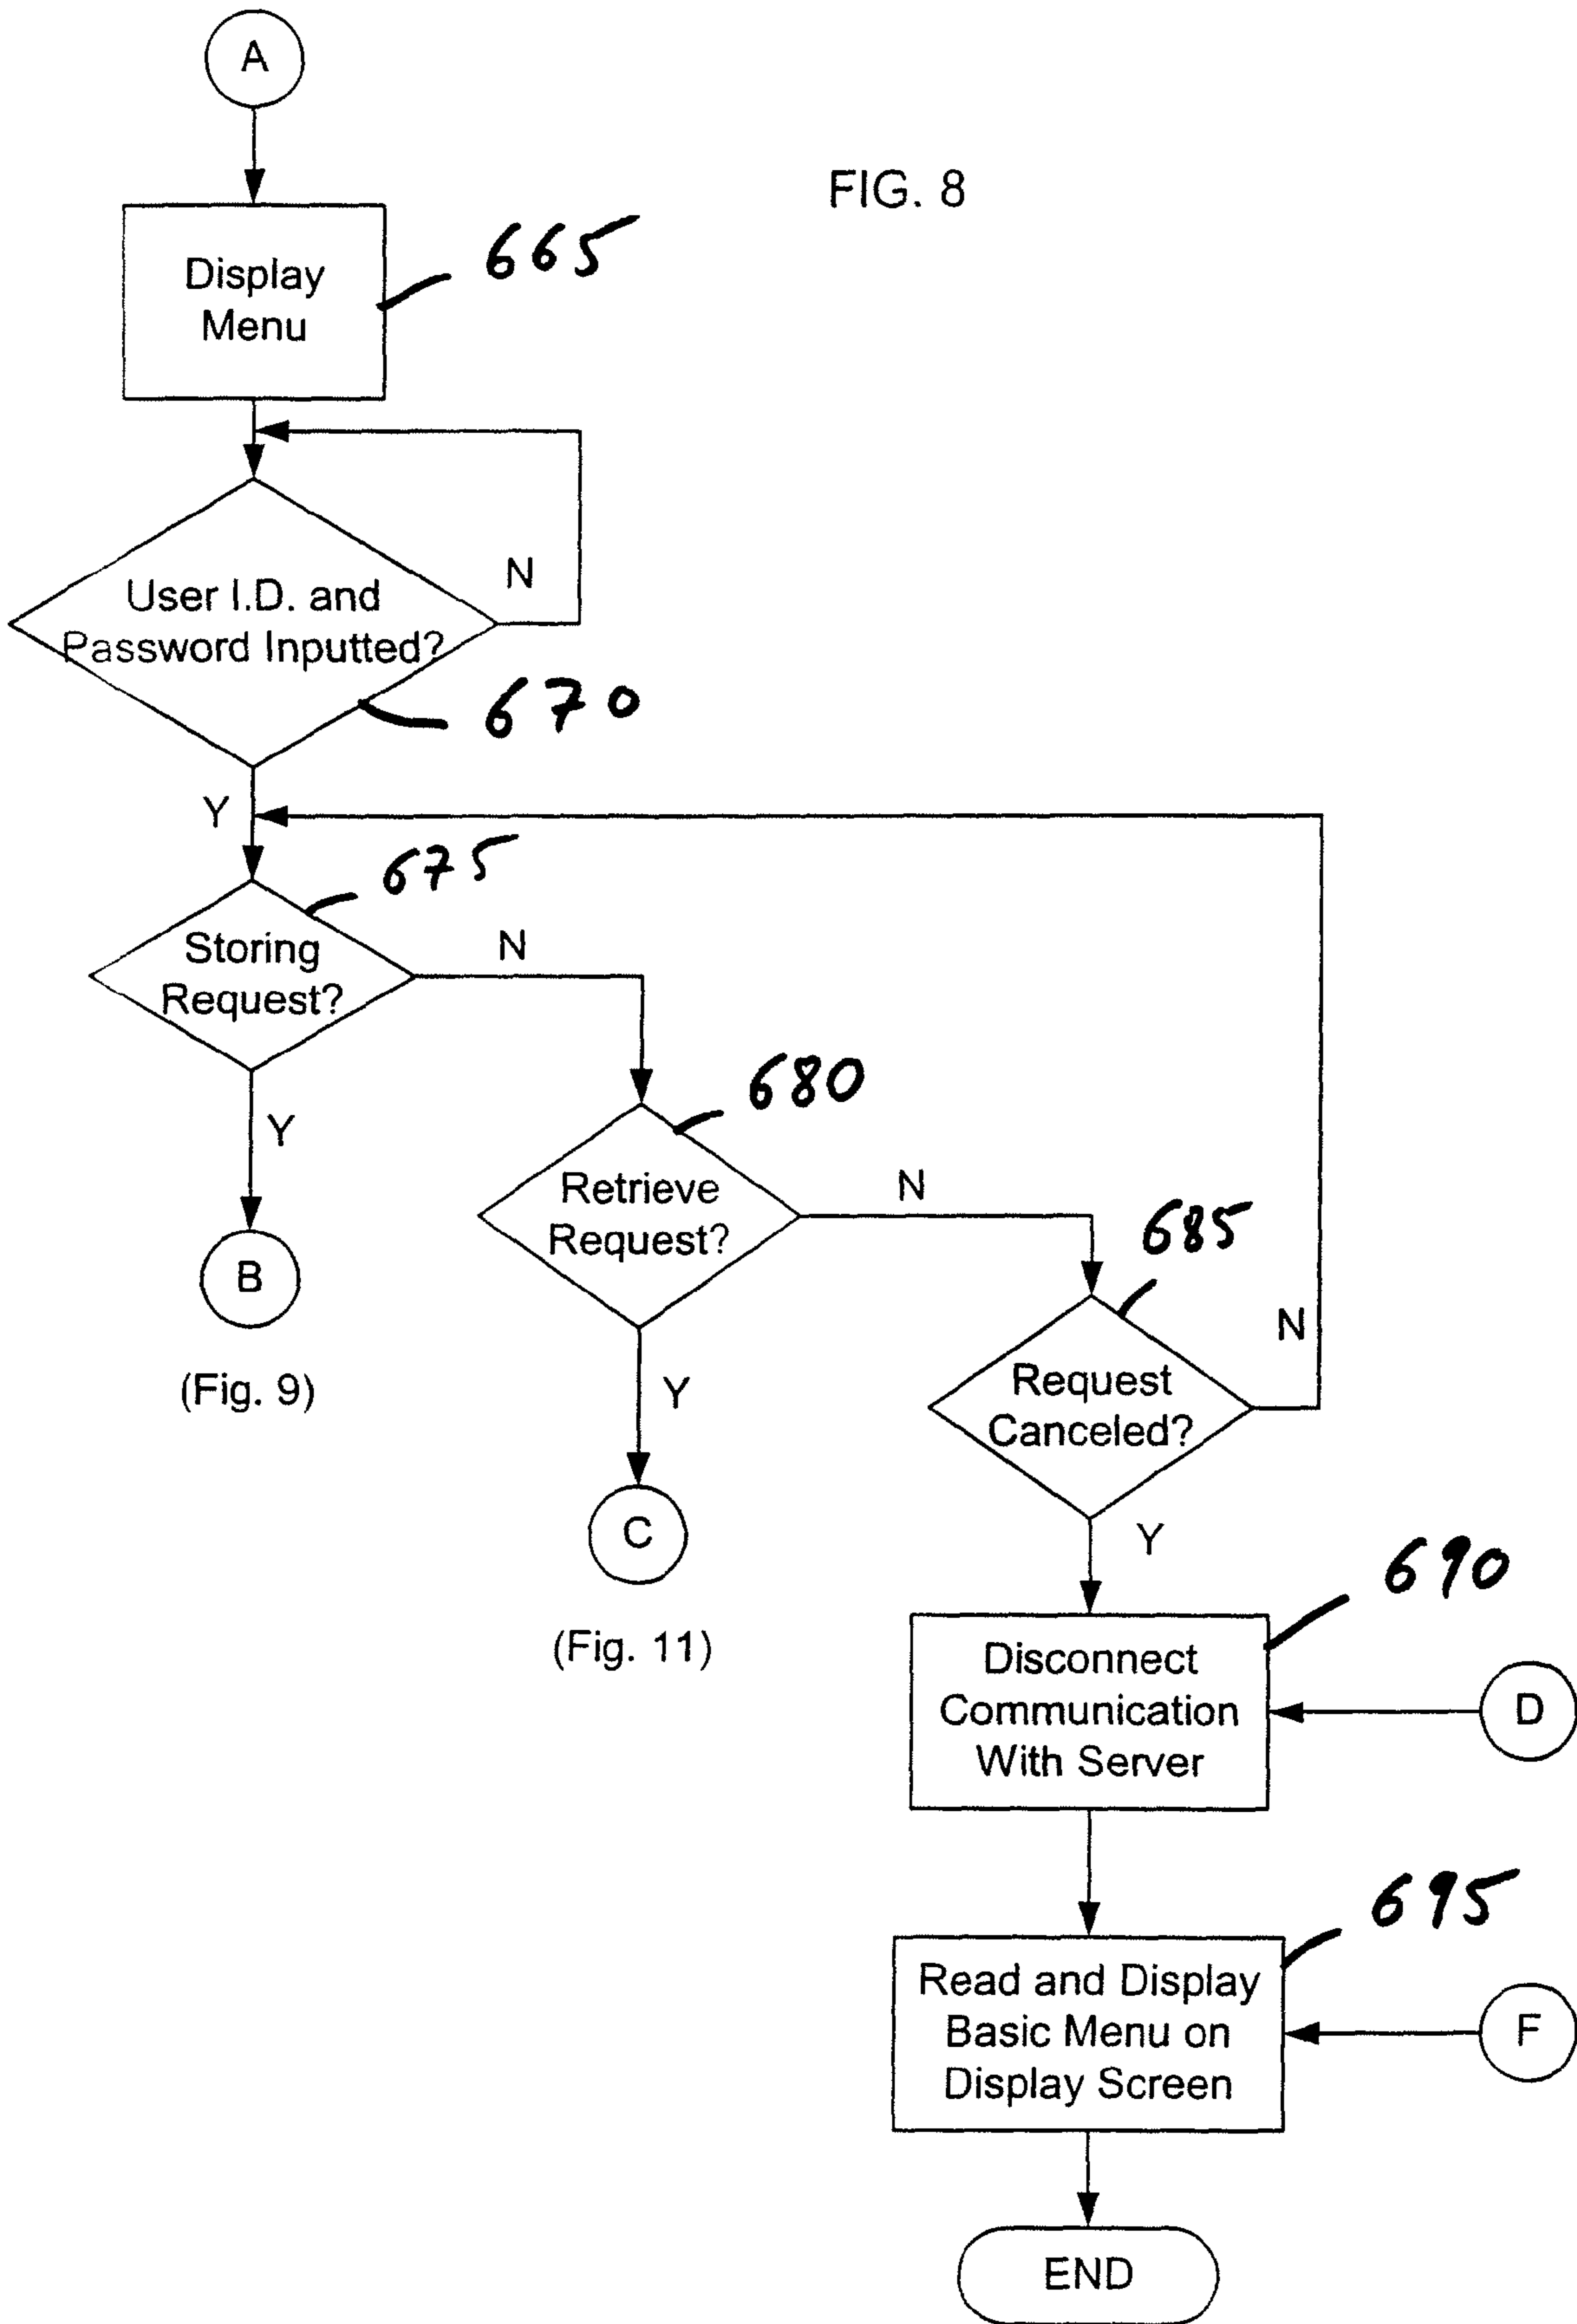 A
FIG. 8
Display
Menu
665
N
User I.D. and
Password Inputted?
670
Y
675
Storing
Request?
N
680
Y
Retrieve
Request?
N
685
B
(Fig. 9)
Y
Request
Canceled?
N
C
(Fig. 11)
Y
690
Disconnect
Communication
With Server
D
695
Read and Display
Basic Menu on
Display Screen
F
END